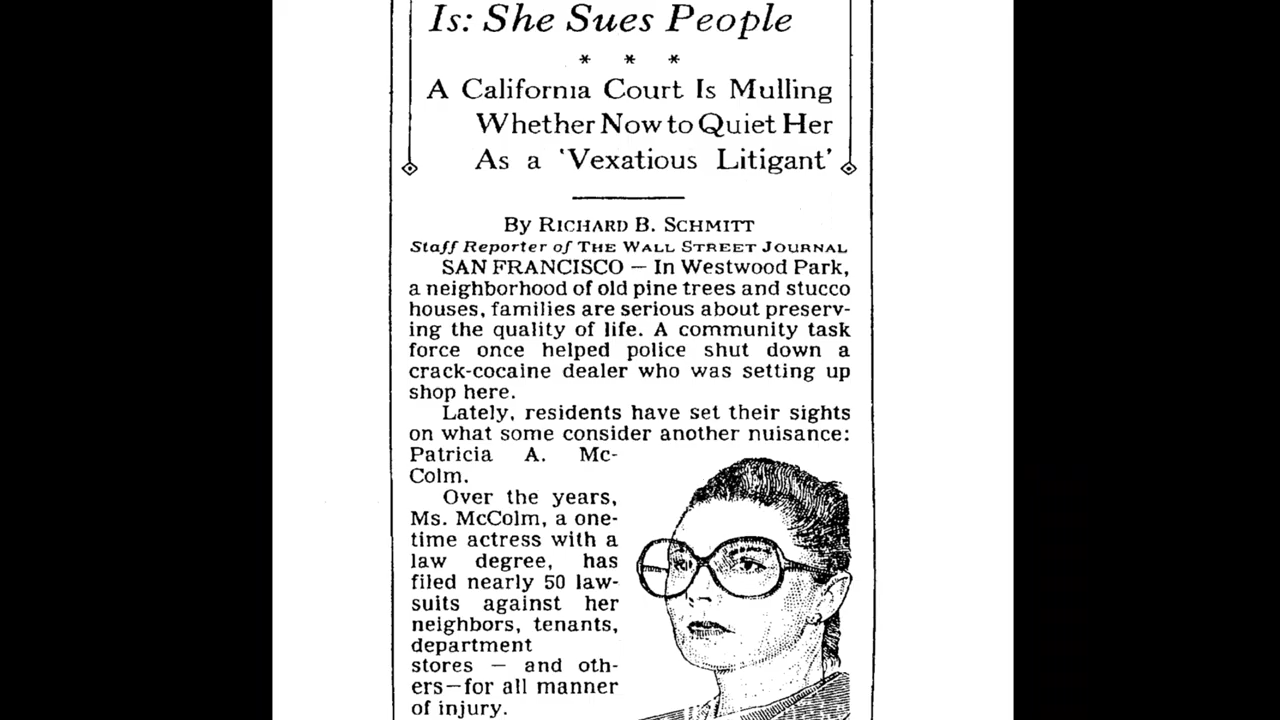 Is: She Sues People
* * *
A California Court Is Mulling
Whether Now to Quiet Her
As a 'Vexatious Litigant'
By RICHARD B. SCHMITT
Staff Reporter of THE WALL STREET JOURNAL
SAN FRANCISCO — In Westwood Park,
a neighborhood of old pine trees and stucco
houses, families are serious about preserv-
ing the quality of life. A community task
force once helped police shut down a
crack-cocaine dealer who was setting up
shop here.
Lately, residents have set their sights
on what some consider another nuisance:
Patricia A. Mc-
Colm.
Over the years,
Ms. McColm, a one-
time actress with a
law degree, has
filed nearly 50 law-
suits against her
neighbors, tenants,
department
stores — and oth-
ers—for all manner
of injury.